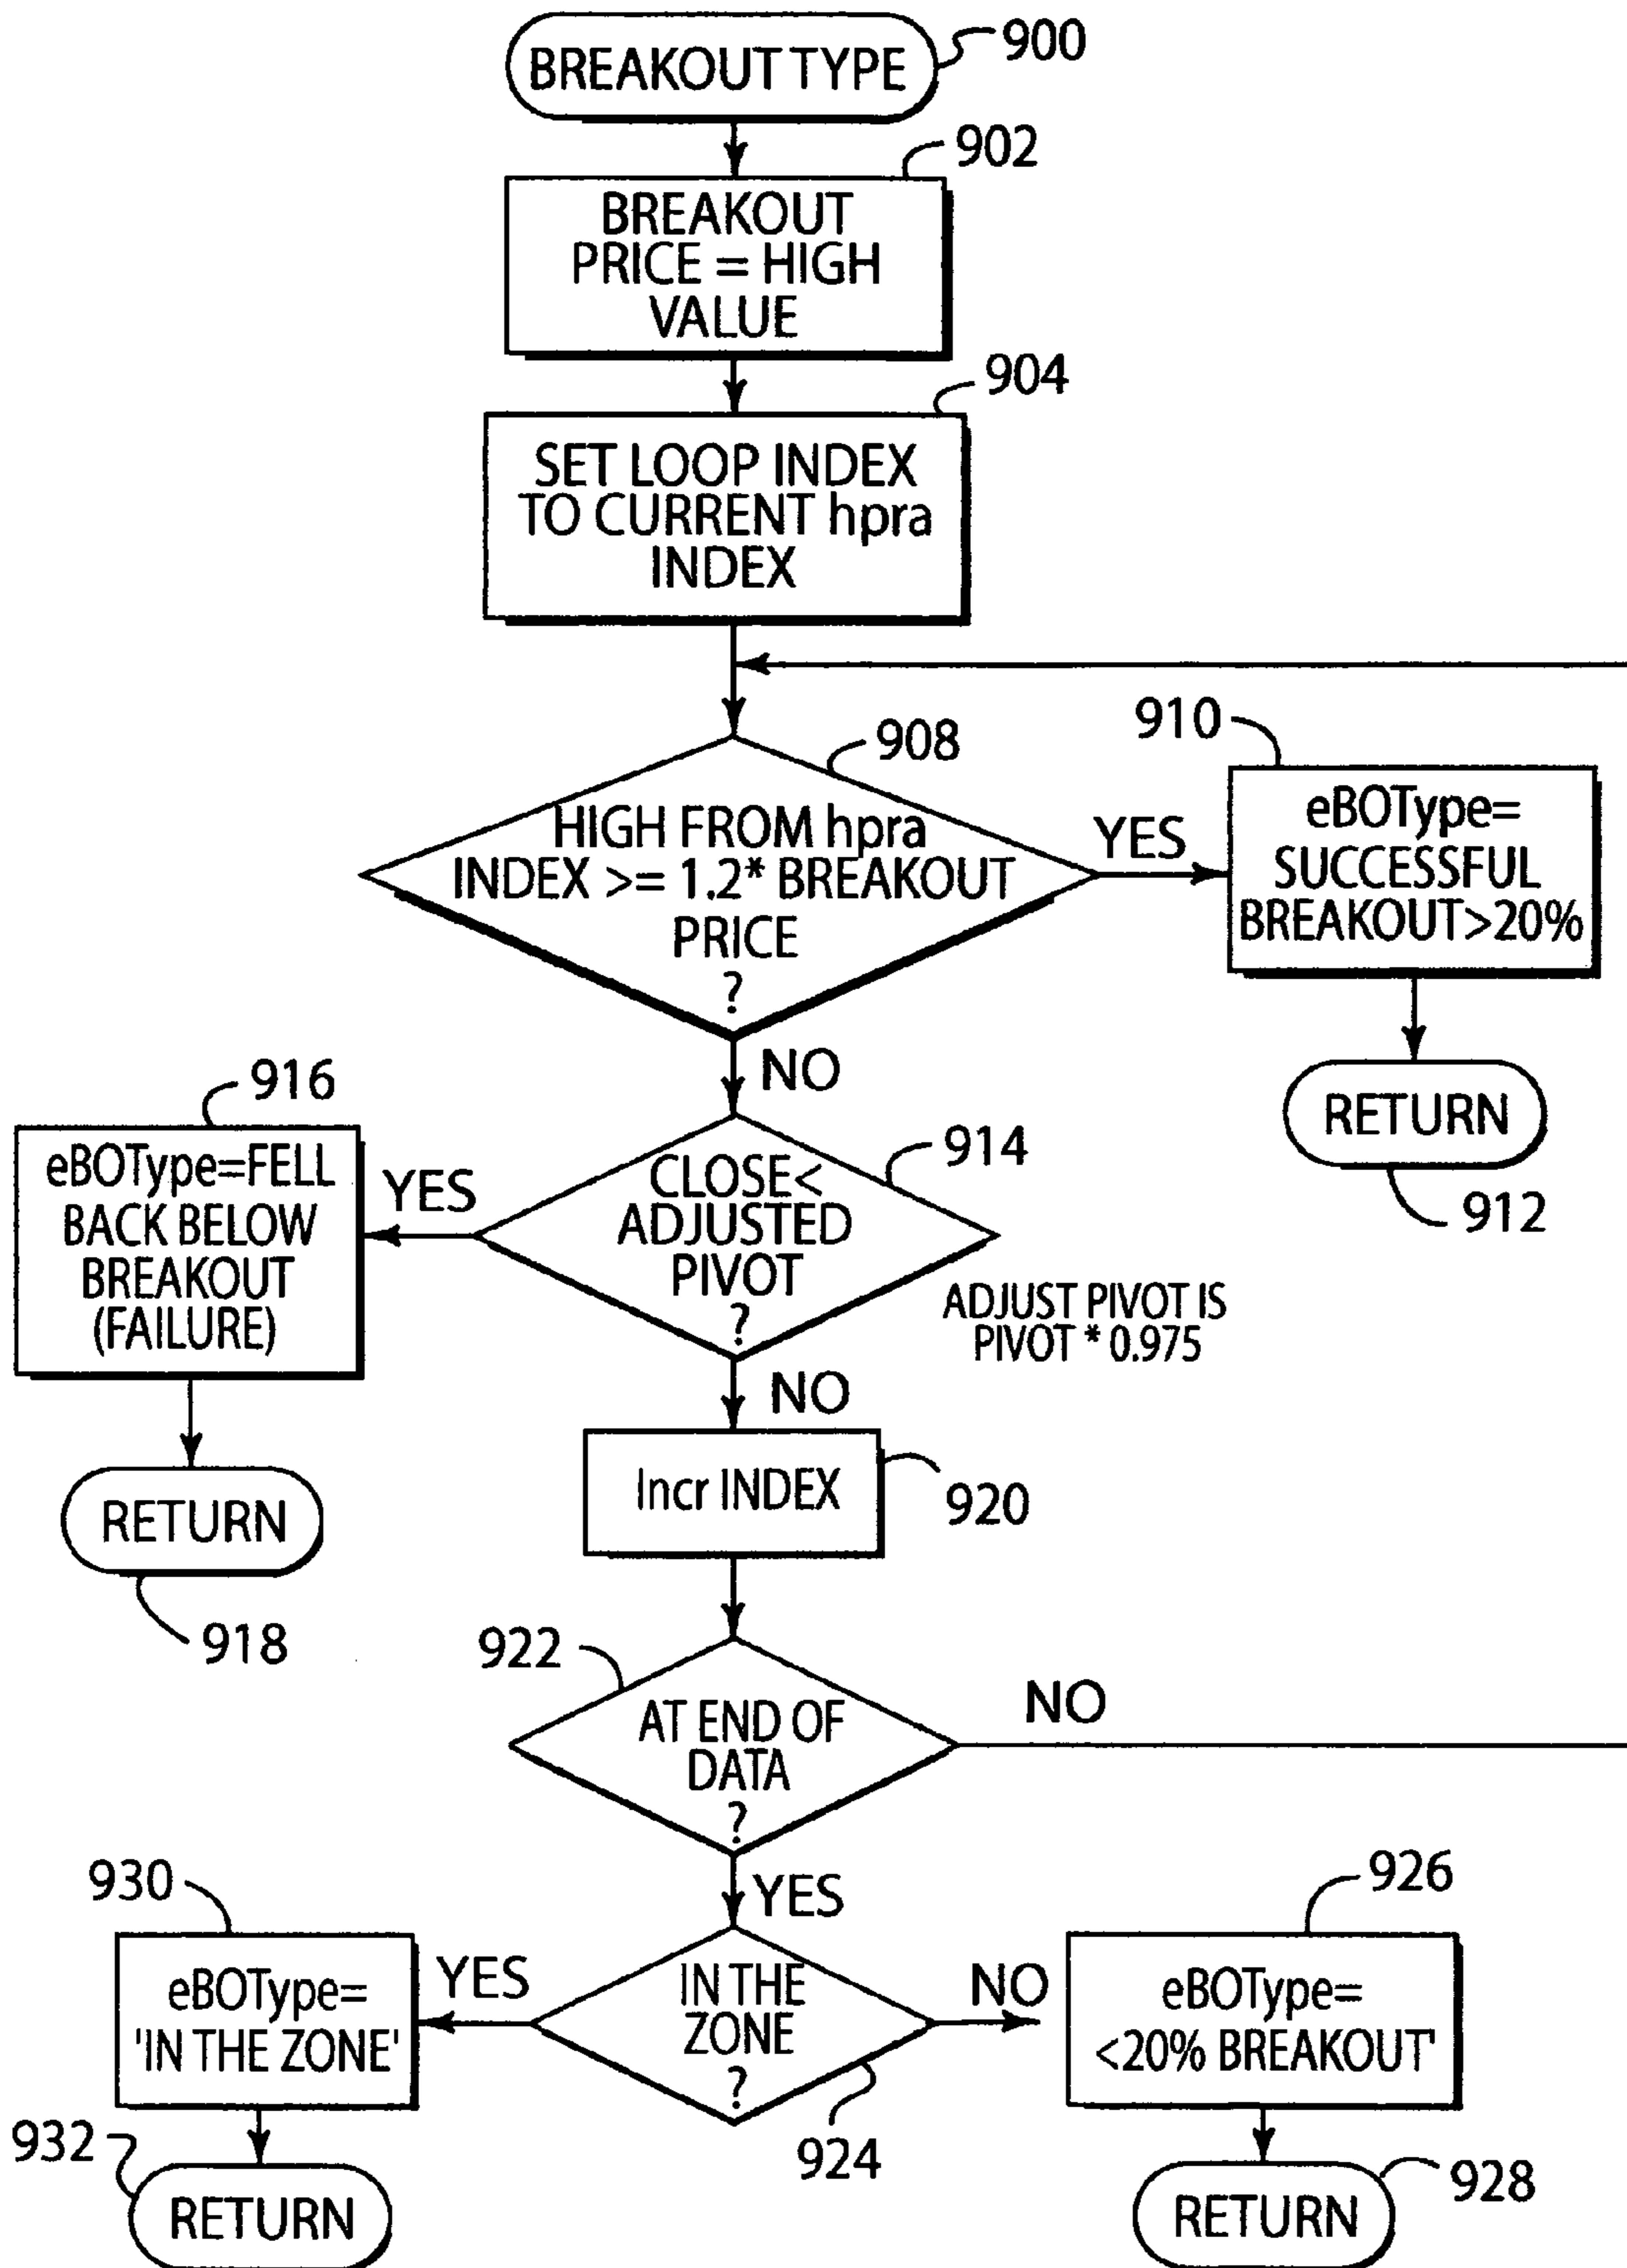 BREAKOUT TYPE
900
902
BREAKOUT
PRICE = HIGH
VALUE
904
SET LOOP INDEX
TO CURRENT hpra
INDEX
908
HIGH FROM hpra
INDEX >= 1.2* BREAKOUT
PRICE
?
YES
910
eBOType=
SUCCESSFUL
BREAKOUT>20%
RETURN
912
NO
914
CLOSE<
ADJUSTED
PIVOT
?
ADJUST PIVOT IS
PIVOT * 0.975
YES
916
eBOType=FELL
BACK BELOW
BREAKOUT
(FAILURE)
RETURN
918
NO
Incr INDEX
920
922
AT END OF
DATA
?
NO
YES
IN THE
ZONE
?
924
YES
930
eBOType=
'IN THE ZONE'
932
RETURN
NO
926
eBOType=
<20% BREAKOUT'
RETURN
928